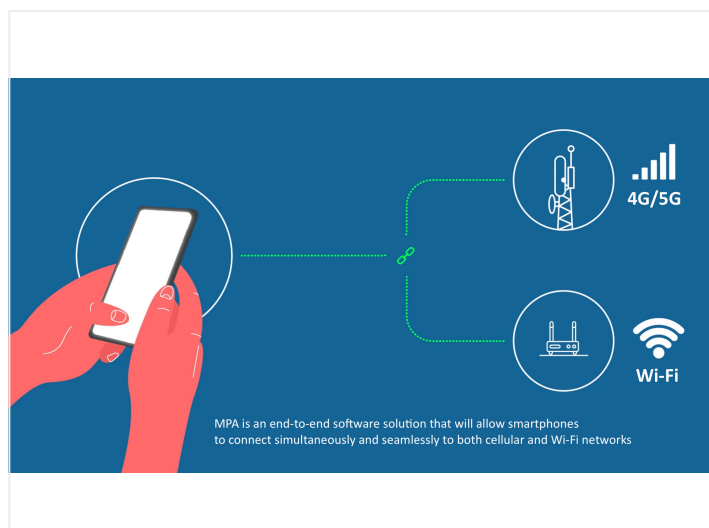 4G/5G
Wi-Fi
MPA is an end-to-end software solution that will allow smartphones
to connect simultaneously and seamlessly to both cellular and Wi-Fi networks